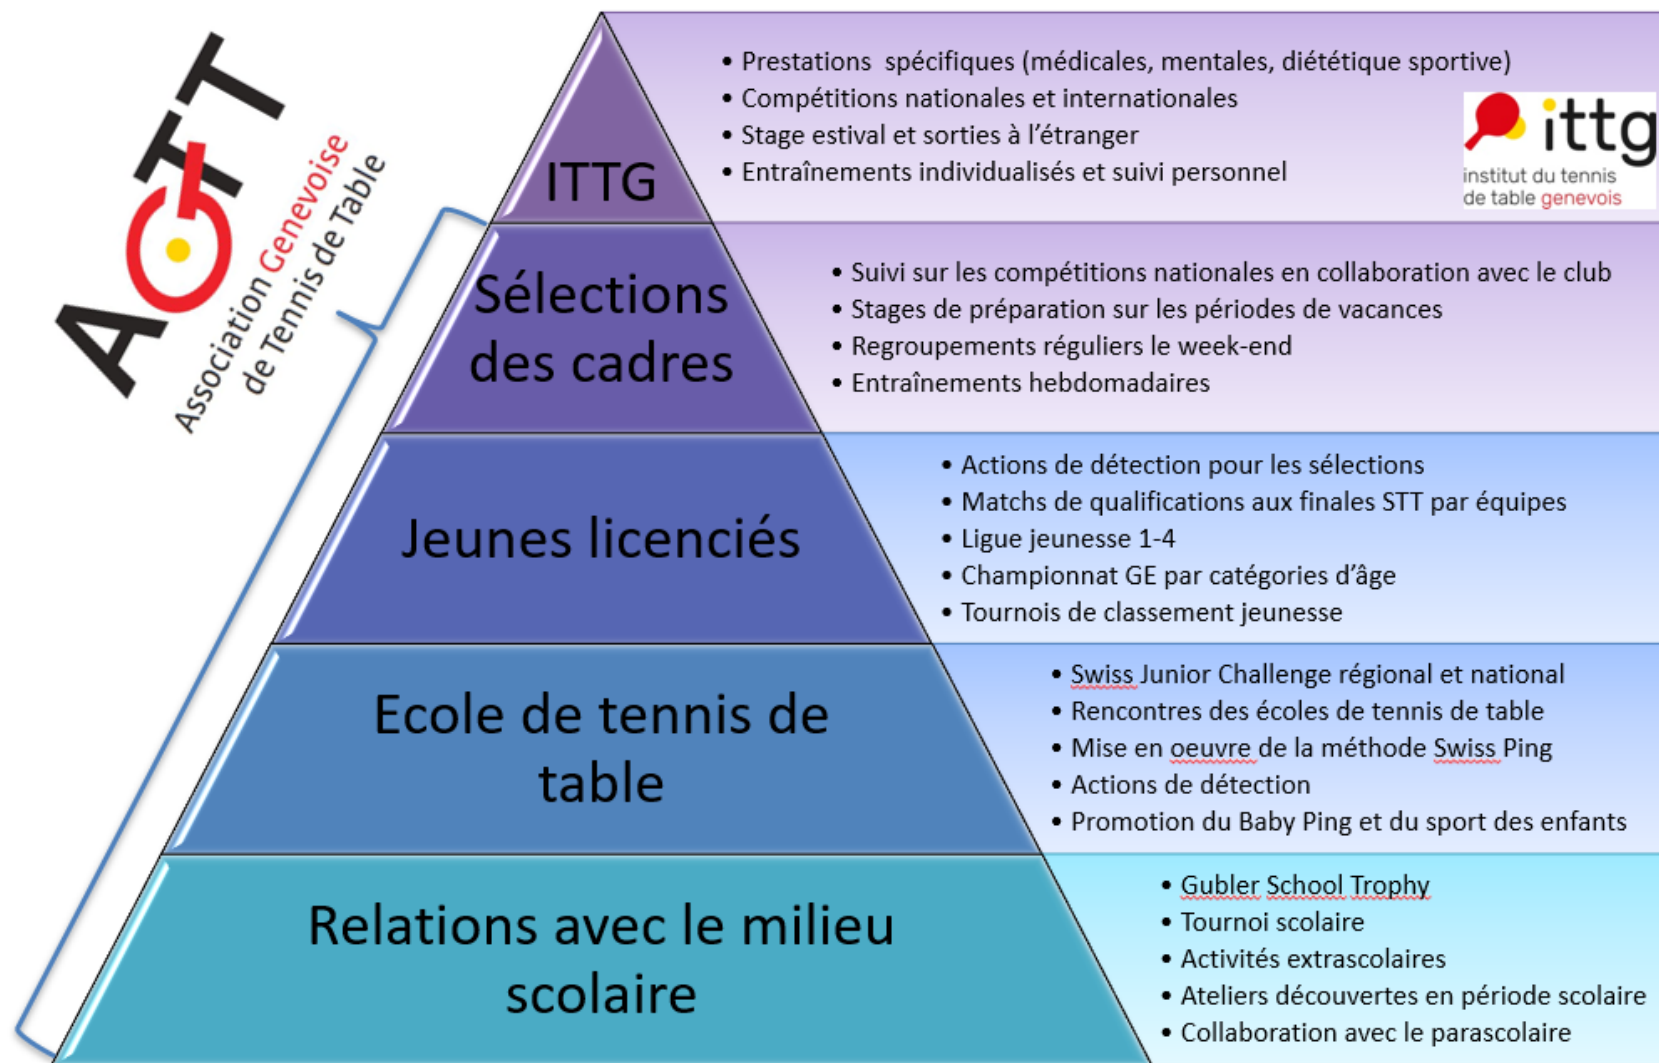 AGTT
Association Genevoise
de Tennis de Table
ITTG
• Prestations  spécifiques (médicales, mentales, diététique sportive)
• Compétitions nationales et internationales
• Stage estival et sorties à l'étranger
• Entraînements individualisés et suivi personnel
ittg
institut du tennis
de table genevois
Sélections
des cadres
• Suivi sur les compétitions nationales en collaboration avec le club
• Stages de préparation sur les périodes de vacances
• Regroupements réguliers le week-end
• Entraînements hebdomadaires
Jeunes licenciés
• Actions de détection pour les sélections
• Matchs de qualifications aux finales STT par équipes
• Ligue jeunesse 1-4
• Championnat GE par catégories d'âge
• Tournois de classement jeunesse
Ecole de tennis de
table
• Swiss Junior Challenge régional et national
• Rencontres des écoles de tennis de table
• Mise en oeuvre de la méthode Swiss Ping
• Actions de détection
• Promotion du Baby Ping et du sport des enfants
Relations avec le milieu
scolaire
• Gubler School Trophy
• Tournoi scolaire
• Activités extrascolaires
• Ateliers découvertes en période scolaire
• Collaboration avec le parascolaire